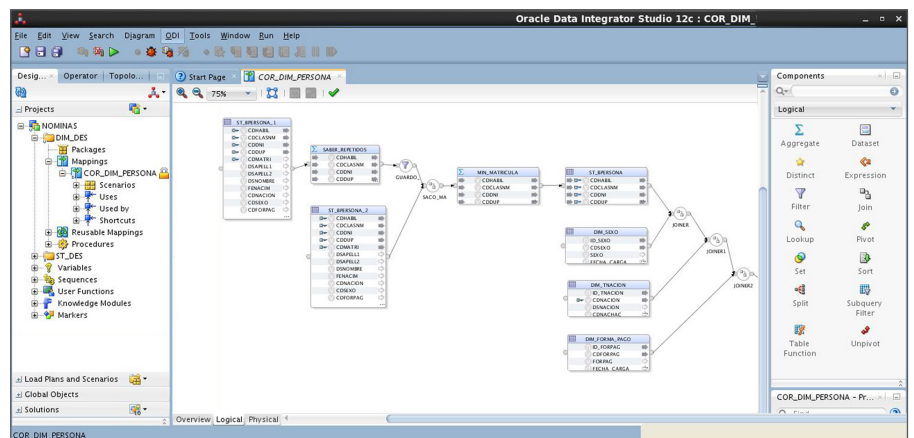 Oracle Data Integrator Studio 12c : COR_DIM_
File Edit View Search Diagram ODI Tools Window Run Help
Desig...
Operator
Topolo...
Start Page
COR_DIM_PERSONA
75%
Projects
NOMINAS
DIM_DES
Packages
Mappings
COR_DIM_PERSONA
Scenarios
Uses
Used by
Shortcuts
Reusable Mappings
Procedures
ST_DES
Variables
Sequences
User Functions
Knowledge Modules
Markers
Load Plans and Scenarios
Global Objects
Solutions
ST_BPERSONA_1
CDHABIL
CDCLASNM
CDDNI
CDDUP
CDMATRI
DSAPELL1
DSAPELL2
DSNOMBRE
FENACIM
CDNACION
CDSEXO
CDFORPAG
SABER_REPETIDOS
CDHABIL
CDCLASNM
CDDNI
CDDUP
GUARDO_
ST_BPERSONA_2
CDHABIL
CDCLASNM
CDDNI
CDDUP
CDMATRI
DSAPELL1
DSAPELL2
DSNOMBRE
FENACIM
CDNACION
CDSEXO
CDFORPAG
SACO_MA
MIN_MATRICULA
CDHABIL
CDCLASNM
CDDNI
CDDUP
ST_BPERSONA
CDHABIL
CDCLASNM
CDDNI
CDDUP
JOINER
DIM_SEXO
ID_SEXO
CDSEXO
SEXO
FECHA_CARGA
JOINER1
DIM_TNACION
ID_TNACION
CDNACION
DSNACION
CDNACHAC
JOINER2
DIM_FORMA_PAGO
ID_FORPAG
CDFORPAG
FORPAG
FECHA_CARGA
Overview Logical Physical
Components
Logical
Aggregate Dataset
Distinct Expression
Filter Join
Lookup Pivot
Set Sort
Split Subquery
Filter
Table Unpivot
Function
COR_DIM_PERSONA - Pr...
Find
COR_DIM_PERSONA